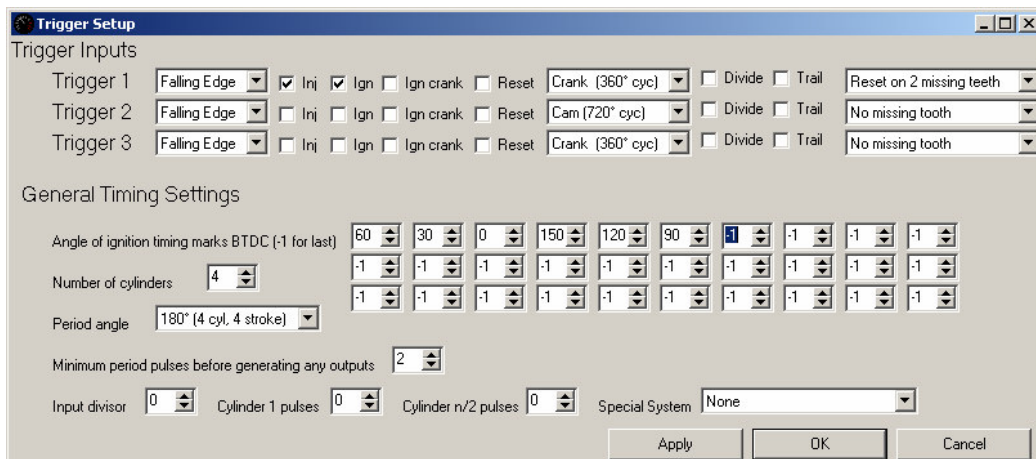 Trigger Setup
Trigger Inputs
Trigger 1 Falling Edge Inj Ign Ign crank Reset Crank (360° cyc) Divide Trail Reset on 2 missing teeth
Trigger 2 Falling Edge Inj Ign Ign crank Reset Cam (720° cyc) Divide Trail No missing tooth
Trigger 3 Falling Edge Inj Ign Ign crank Reset Crank (360° cyc) Divide Trail No missing tooth
General Timing Settings
Angle of ignition timing marks BTDC (-1 for last) 60 30 0 150 120 90 -1 -1 -1 -1
-1 -1 -1 -1 -1 -1 -1 -1 -1 -1
Number of cylinders 4
-1 -1 -1 -1 -1 -1 -1 -1 -1 -1
Period angle 180° (4 cyl, 4 stroke)
Minimum period pulses before generating any outputs 2
Input divisor 0 Cylinder 1 pulses 0 Cylinder n/2 pulses 0 Special System None
Apply OK Cancel